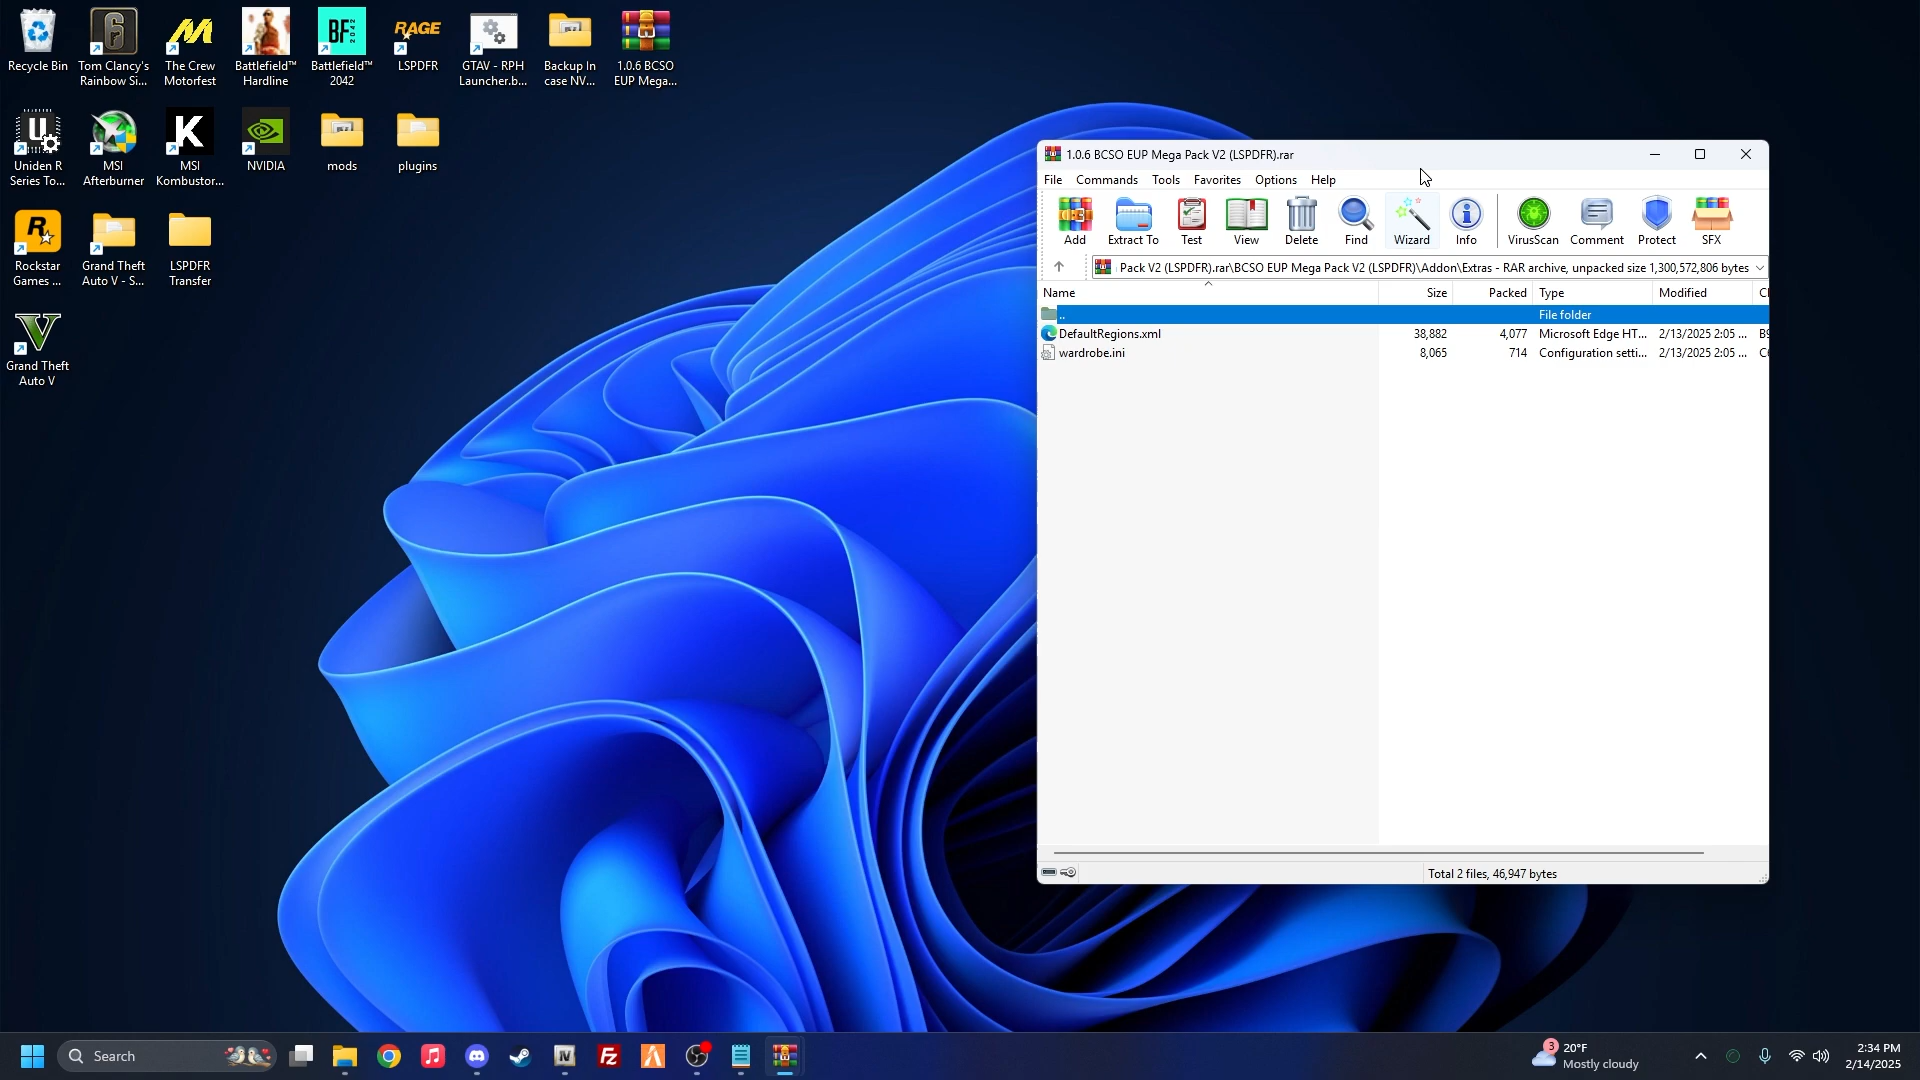 Recycle Bin
Tom Clancy's
Rainbow Si...
The Crew
Motorfest
Battlefield™
Hardline
BF
2042
Battlefield™
2042
RAGE
LSPDFR
GTAV - RPH
Launcher.b...
Backup In
case NV...
1.0.6 BCSO
EUP Mega...
U
Uniden R
Series To...
MSI
Afterburner
K
MSI
Kombustor...
NVIDIA
mods
plugins
R
Rockstar
Games ...
Grand Theft
Auto V - S...
LSPDFR
Transfer
Grand Theft
Auto V
1.0.6 BCSO EUP Mega Pack V2 (LSPDFR).rar
File Commands Tools Favorites Options Help
Add Extract To Test View Delete Find Wizard Info VirusScan Comment Protect SFX
Pack V2 (LSPDFR).rar\BCSO EUP Mega Pack V2 (LSPDFR)\Addon\Extras - RAR archive, unpacked size 1,300,572,806 bytes
Name Size Packed Type Modified
.. File folder
DefaultRegions.xml 38,882 4,077 Microsoft Edge HT... 2/13/2025 2:05 ...
wardrobe.ini 8,065 714 Configuration setti... 2/13/2025 2:05 ...
Total 2 files, 46,947 bytes
Search
IV
Fz
3
20°F
Mostly cloudy
2:34 PM
2/14/2025